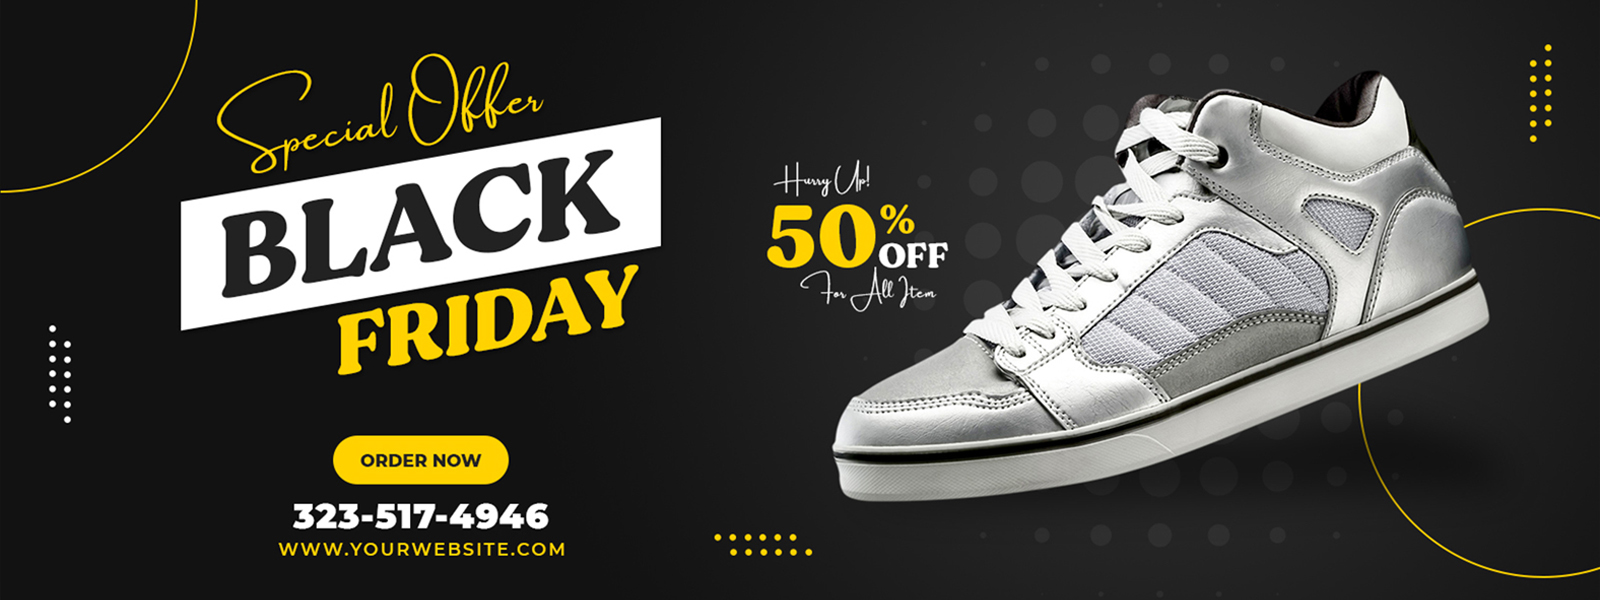 Special Offer
BLACK
FRIDAY
ORDER NOW
323-517-4946
WWW.YOURWEBSITE.COM
Hurry Up!
50%
OFF
For All Item